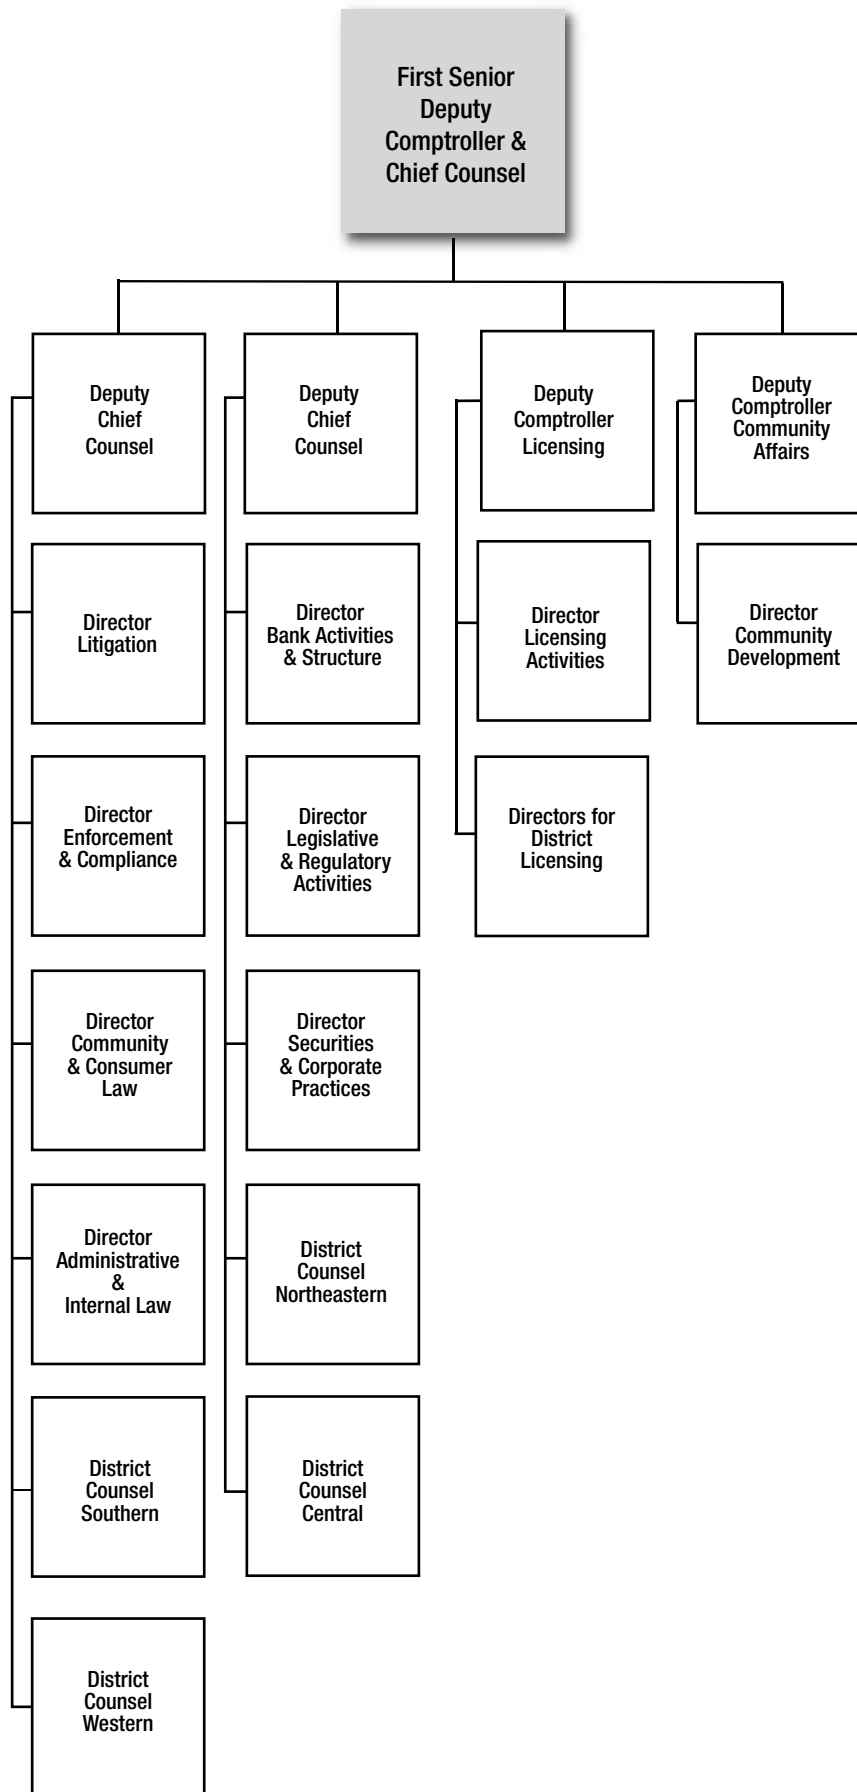 First Senior
Deputy
Comptroller &
Chief Counsel
Deputy
Chief
Counsel
Deputy
Chief
Counsel
Deputy
Comptroller
Licensing
Deputy
Comptroller
Community
Affairs
Director
Litigation
Director
Bank Activities
& Structure
Director
Licensing
Activities
Director
Community
Development
Director
Enforcement
& Compliance
Director
Legislative
& Regulatory
Activities
Directors for
District
Licensing
Director
Community
& Consumer
Law
Director
Securities
& Corporate
Practices
Director
Administrative
&
Internal Law
District
Counsel
Northeastern
District
Counsel
Southern
District
Counsel
Central
District
Counsel
Western